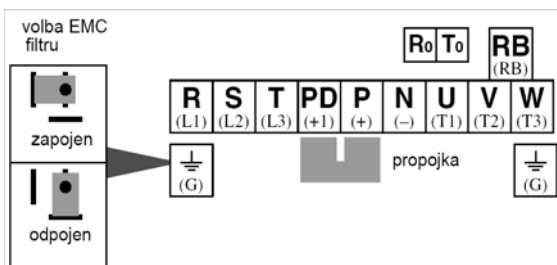 volba EMC
filtru
zapojen
odpojen
R0 T0 RB
(RB)
R S T PD P N U V W
(L1) (L2) (L3) (+1) (+) (–) (T1) (T2) (T3)
propojka
(G) (G)